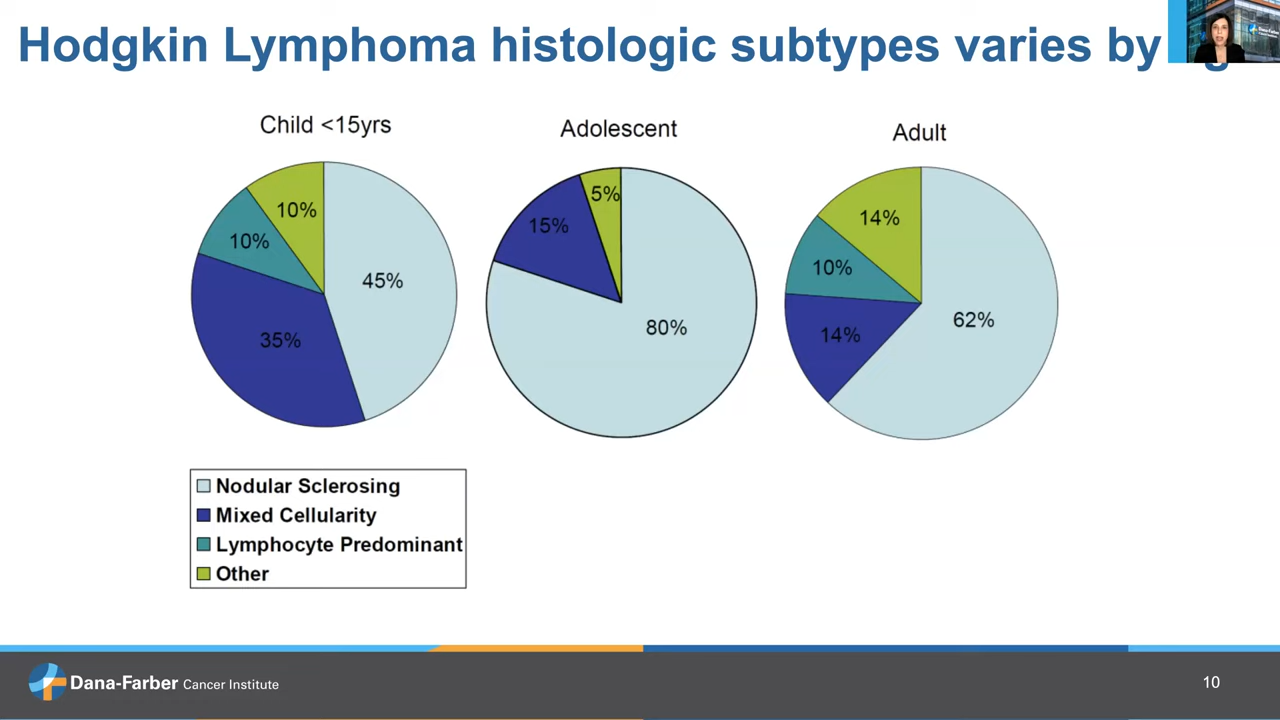 Hodgkin Lymphoma histologic subtypes varies by
Child <15yrs
10%
10%
45%
35%
Adolescent
5%
15%
80%
Adult
14%
10%
14%
62%
Nodular Sclerosing
Mixed Cellularity
Lymphocyte Predominant
Other
Dana-Farber Cancer Institute
10